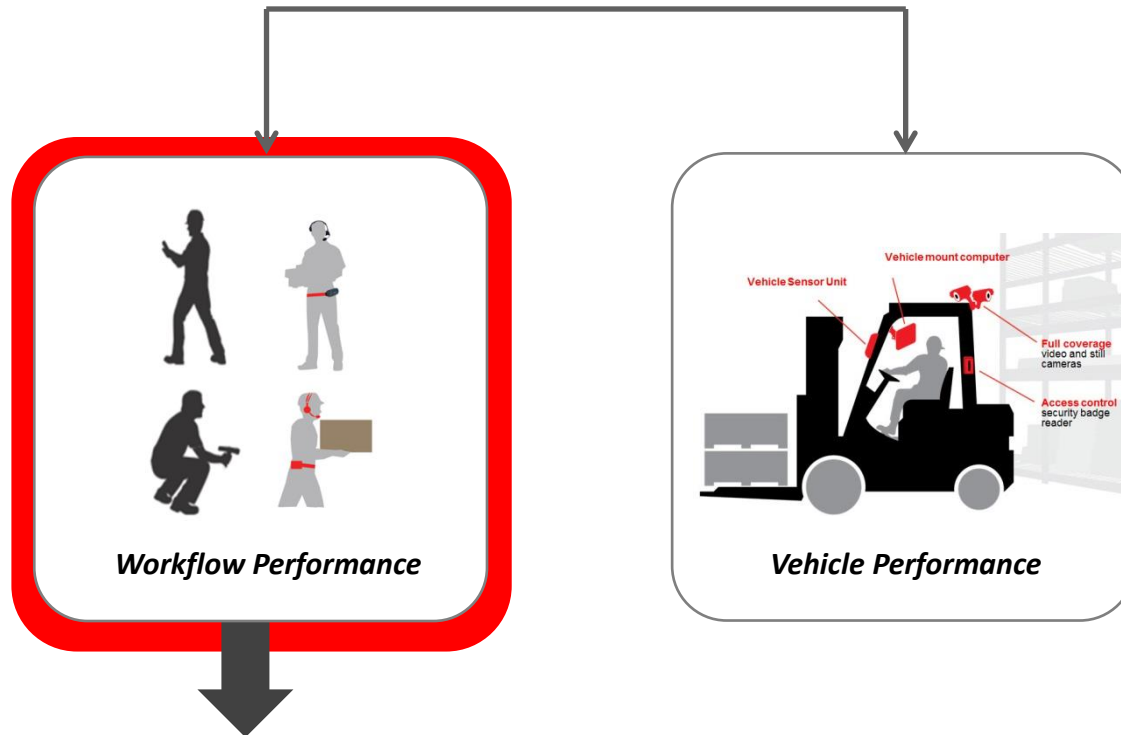 Vehicle mount computer
Vehicle Sensor Unit
Full coverage
video and still
cameras
Access control
security badge
reader
Workflow Performance
Vehicle Performance